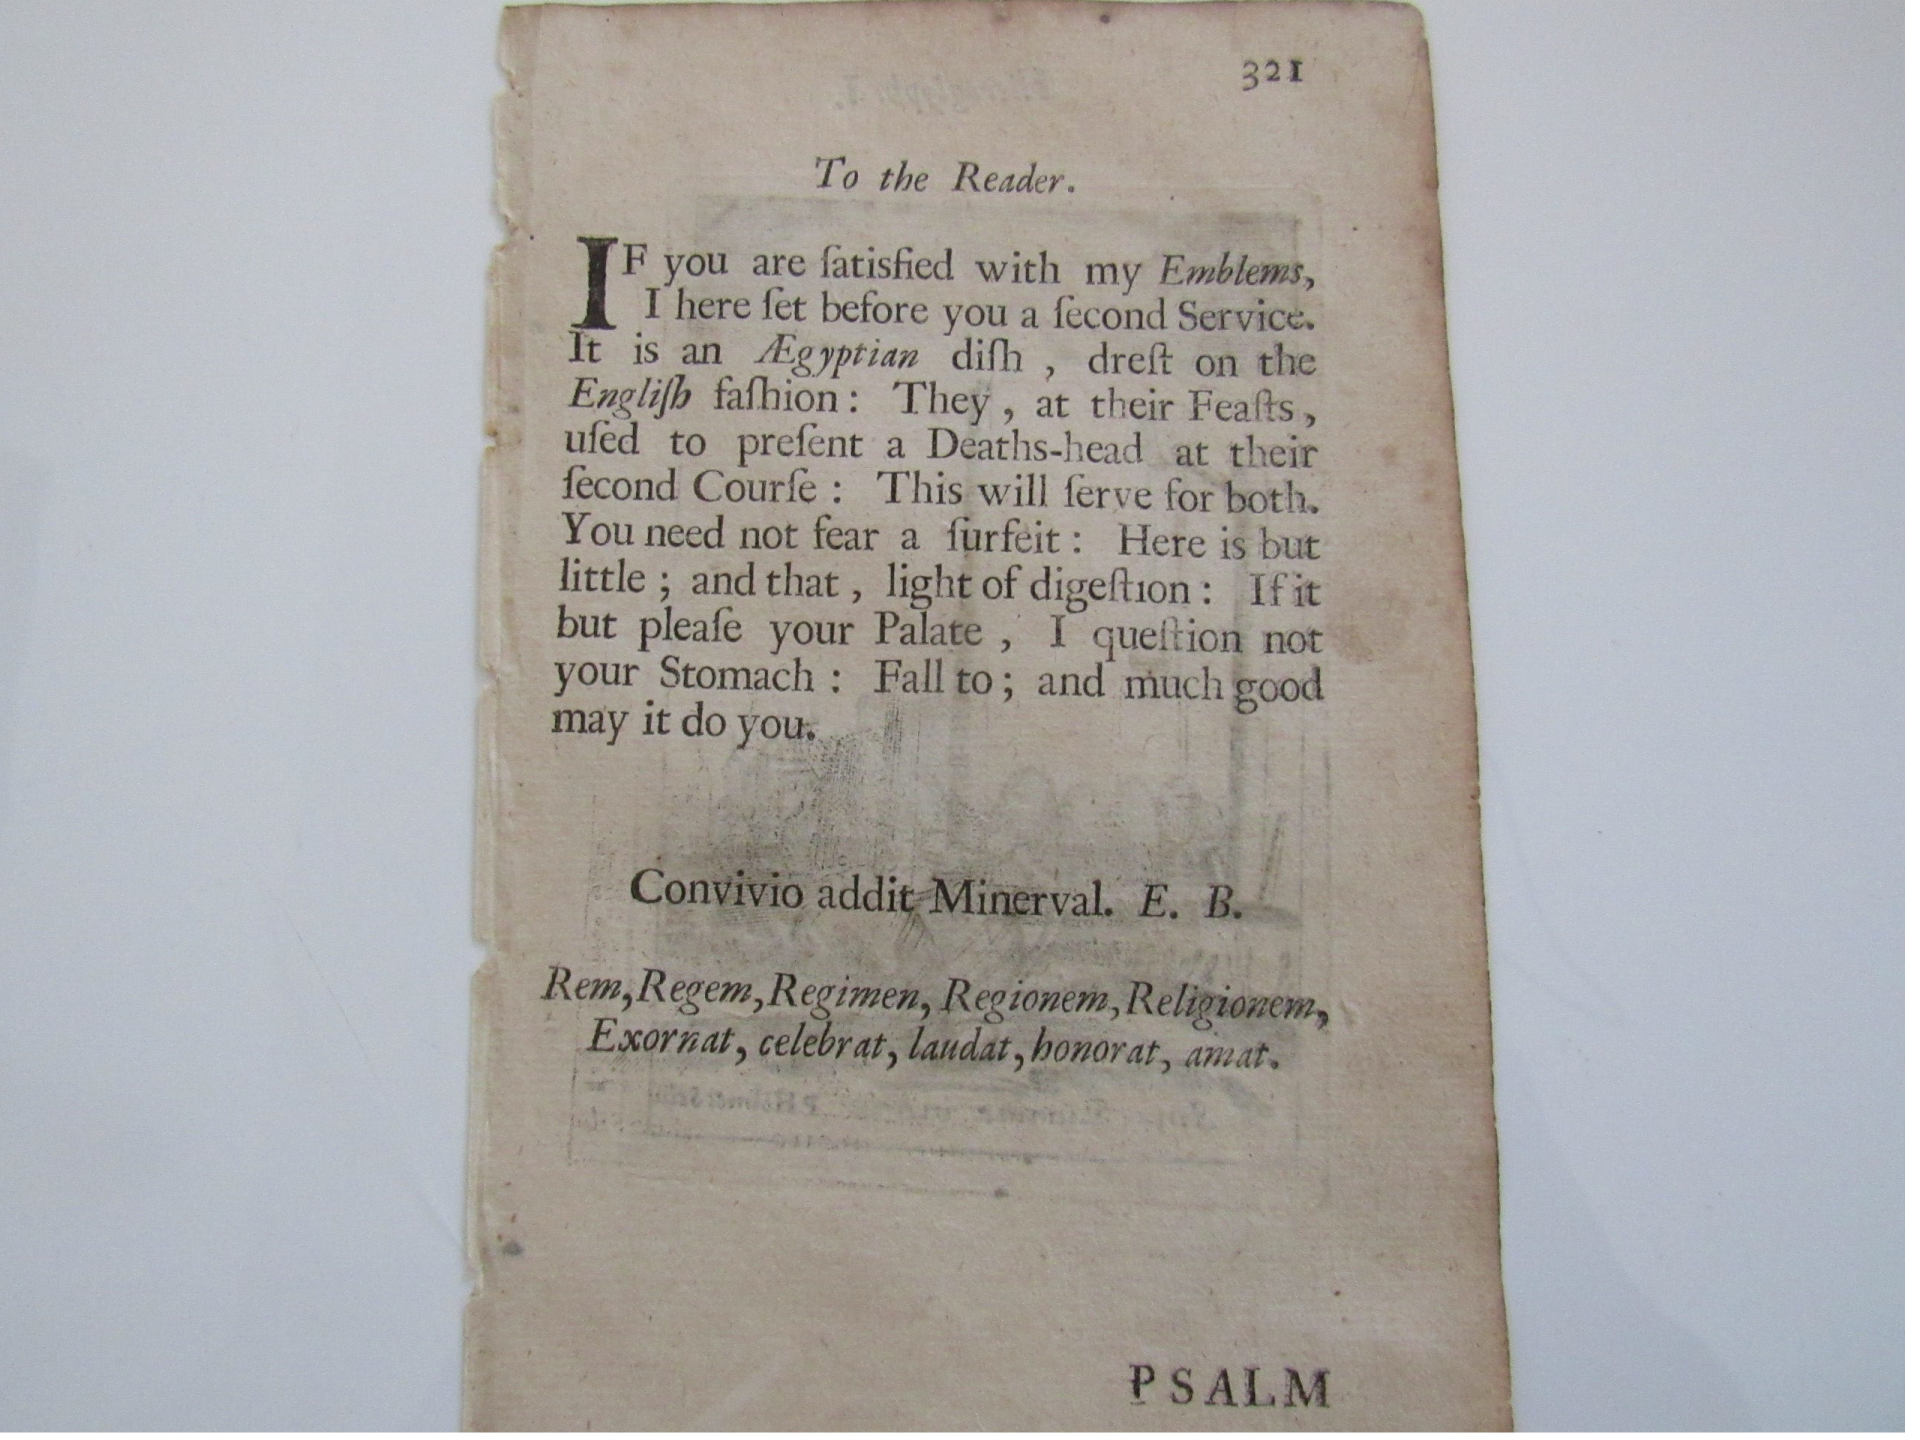 321
To the Reader.
IF you are ſatisfied with my Emblems,
I here ſet before you a ſecond Service.
It is an Ægyptian diſh , dreſt on the
Engliſh faſhion : They , at their Feaſts ,
uſed to preſent a Deaths-head at their
ſecond Courſe : This will ſerve for both.
You need not fear a ſurfeit : Here is but
little ; and that , light of digeſtion : If it
but pleaſe your Palate , I queſtion not
your Stomach : Fall to ; and much good
may it do you.
Convivio addit Minerval. E. B.
Rem, Regem, Regimen, Regionem, Religionem,
Exornat, celebrat, laudat, honorat, amat.
PSALM